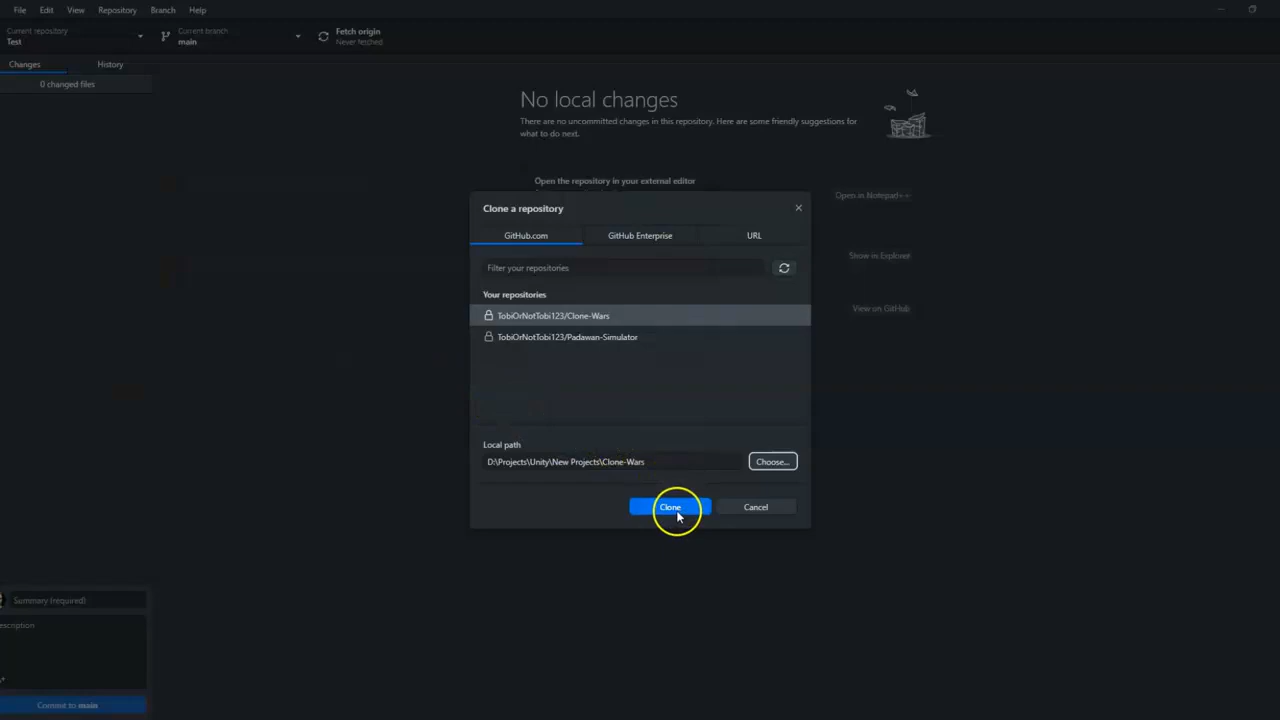 File Edit View Repository Branch Help
Current repository
Test
Current branch
main
Fetch origin
Never fetched
Changes History
0 changed files
No local changes
There are no uncommitted changes in this repository. Here are some friendly suggestions for
what to do next.
Open the repository in your external editor
Open in Notepad++
Show in Explorer
View on GitHub
Clone a repository
GitHub.com GitHub Enterprise URL
Filter your repositories
Your repositories
TobiOrNotTobi123/Clone-Wars
TobiOrNotTobi123/Padawan-Simulator
Local path
D:\Projects\Unity\New Projects\Clone-Wars
Choose...
Clone Cancel
Summary (required)
escription
Commit to main